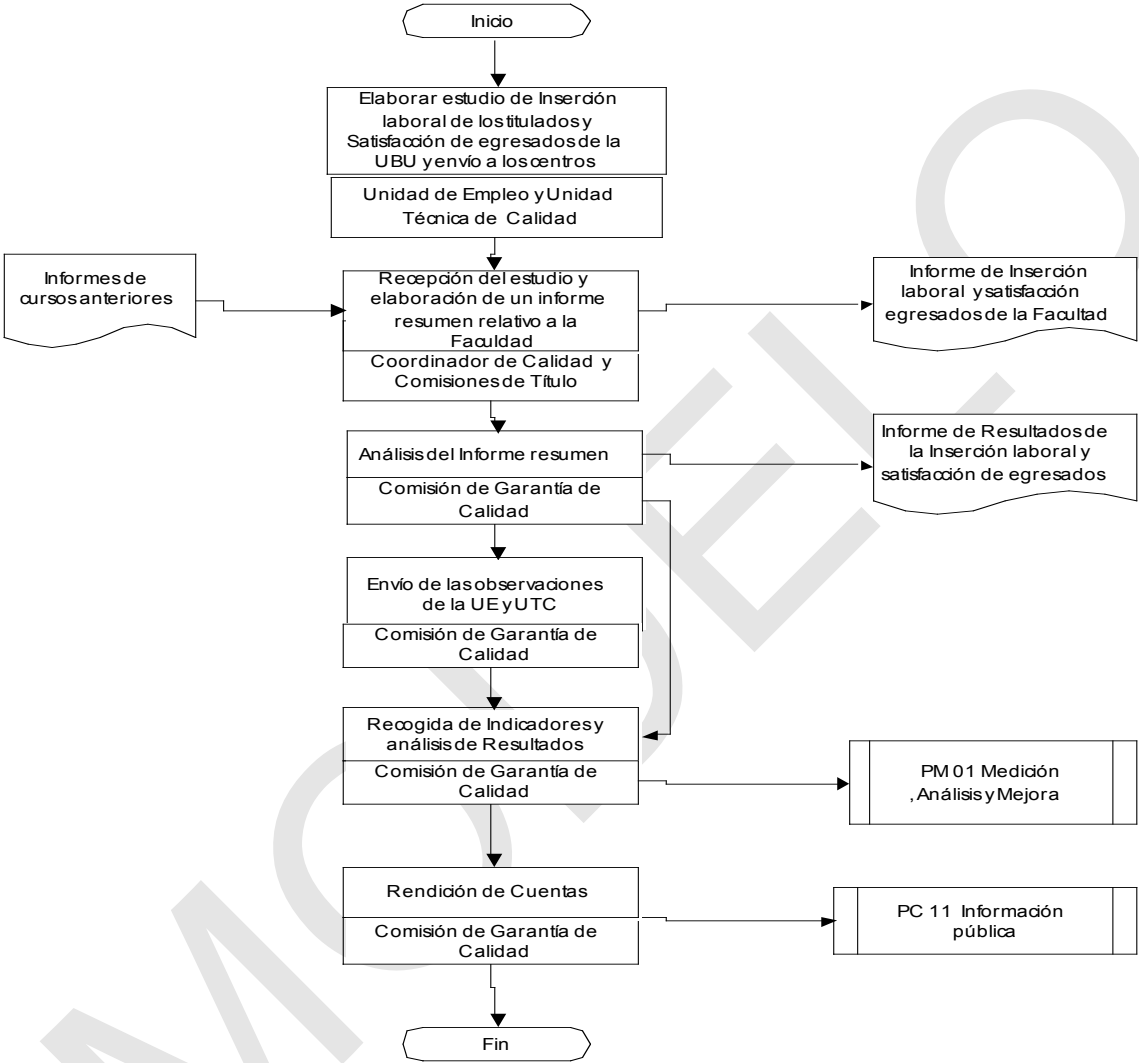 Inicio
Elaborar estudio de Inserción
laboral de los titulados y
Satisfacción de egresados de la
UBU y envío a los centros
Unidad de Empleo y Unidad
Técnica de Calidad
Informes de
cursos anteriores
Recepción del estudio y
elaboración de un informe
resumen relativo a la
Faculdad
Coordinador de Calidad y
Comisiones de Título
Informe de Inserción
laboral y satisfacción
egresados de la Facultad
Análisis del Informe resumen
Comisión de Garantía de
Calidad
Informe de Resultados de
la Inserción laboral y
satisfacción de egresados
Envío de las observaciones
de la UE y UTC
Comisión de Garantía de
Calidad
Recogida de Indicadores y
análisis de Resultados
Comisión de Garantía de
Calidad
PM 01 Medición
, Análisis y Mejora
Rendición de Cuentas
Comisión de Garantía de
Calidad
PC 11 Información
pública
Fin
MODELO